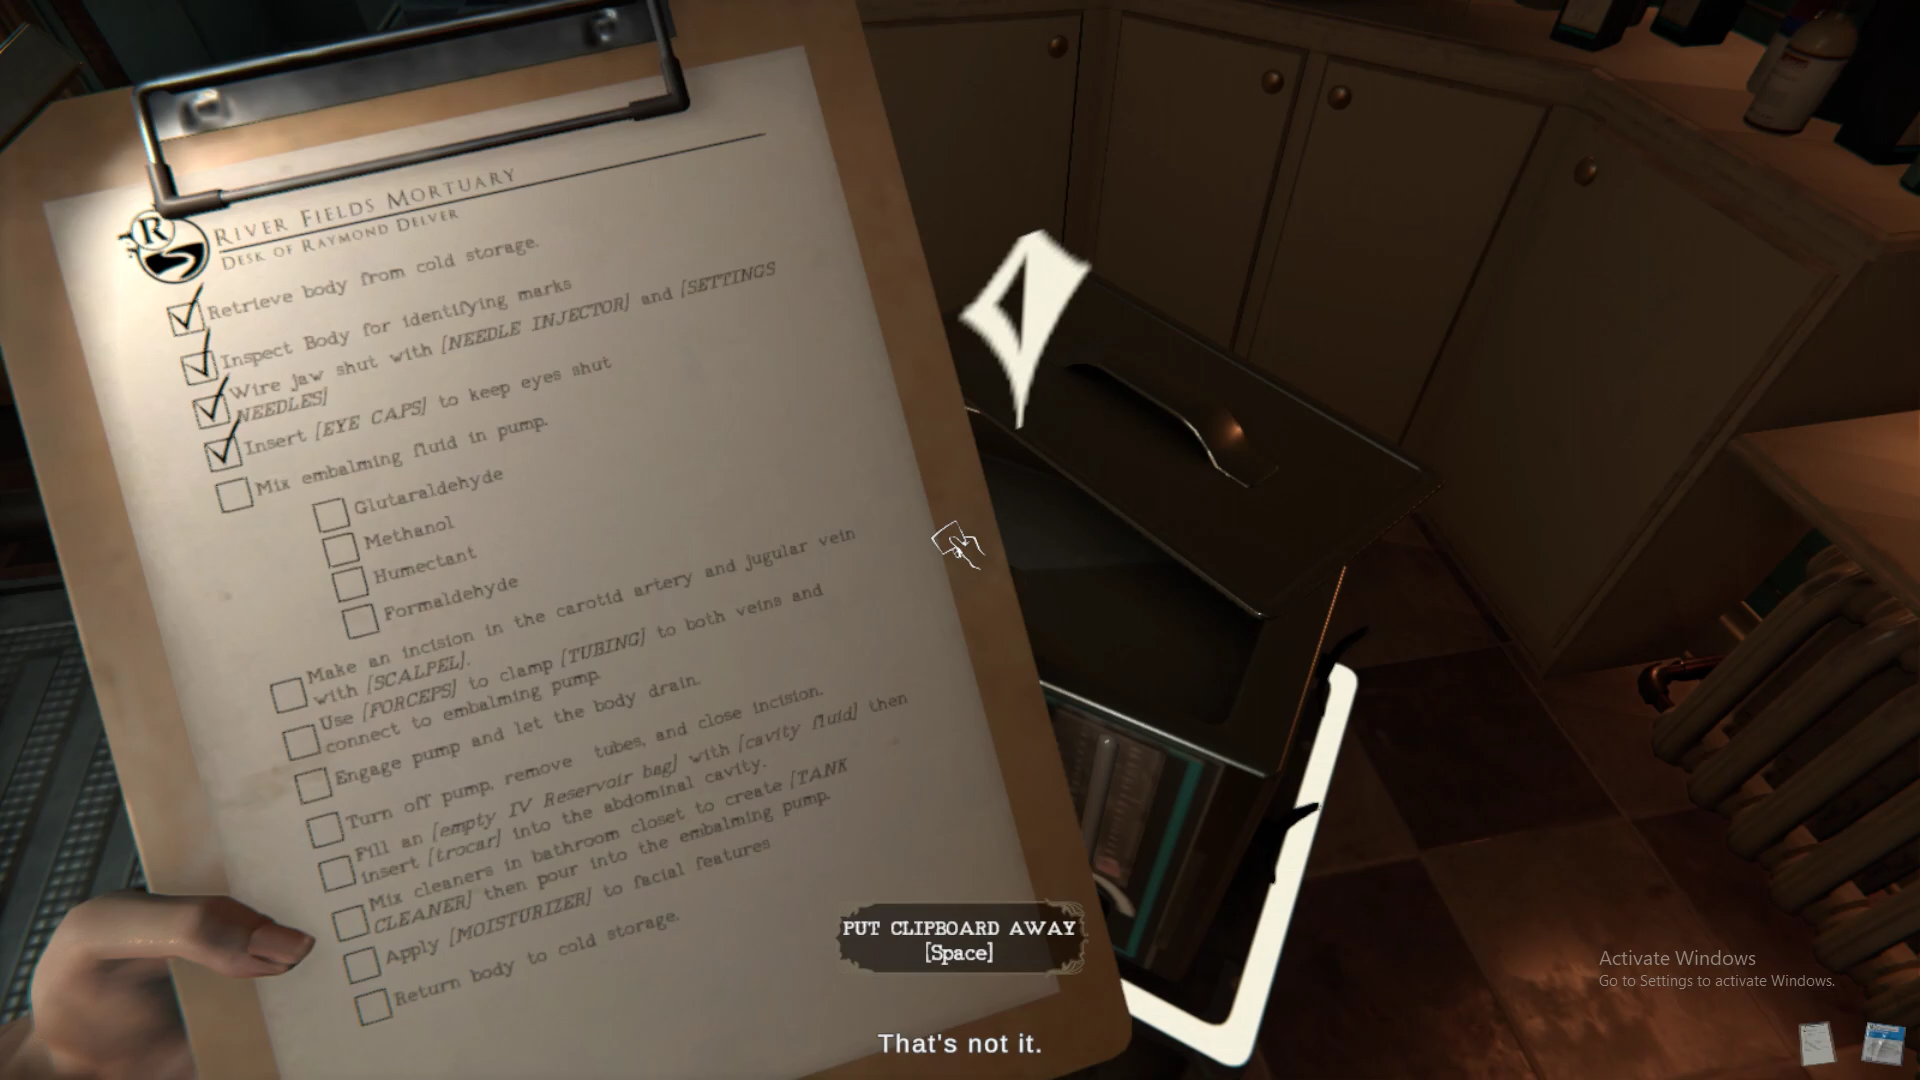 RIVER FIELDS MORTUARY
DESK OF RAYMOND DELVER
Retrieve body from cold storage.
Inspect Body for identifying marks
Wire jaw shut with [NEEDLE INJECTOR] and [SETTINGS
NEEDLES]
Insert [EYE CAPS] to keep eyes shut
Mix embalming fluid in pump.
Glutaraldehyde
Methanol
Humectant
Formaldehyde
Make an incision in the carotid artery and jugular vein
with [SCALPEL].
Use [FORCEPS] to clamp [TUBING] to both veins and
connect to embalming pump.
Engage pump and let the body drain.
Turn off pump, remove tubes, and close incision.
Fill an [empty IV Reservoir bag] with [cavity fluid] then
insert [trocar] into the abdominal cavity.
Mix cleaners in bathroom closet to create [TANK
CLEANER] then pour into the embalming pump.
Apply [MOISTURIZER] to facial features
Return body to cold storage.
PUT CLIPBOARD AWAY
[Space]
That's not it.
Activate Windows
Go to Settings to activate Windows.